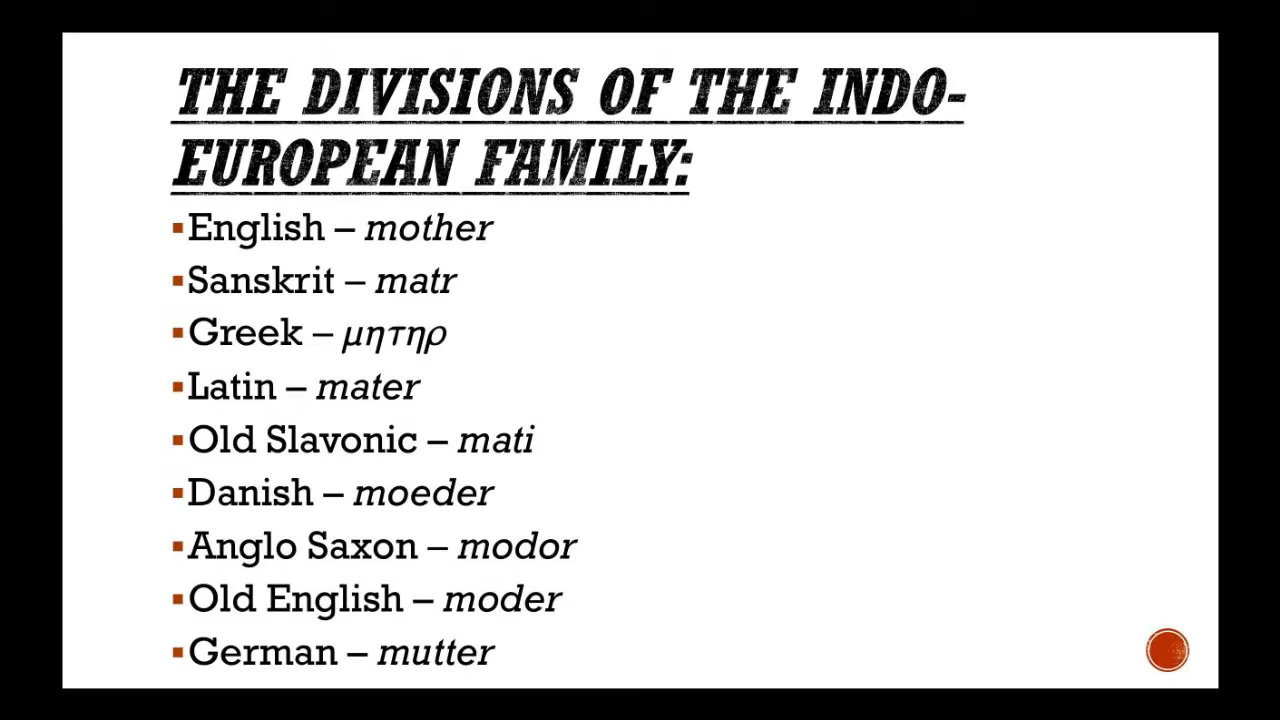 THE DIVISIONS OF THE INDO-
EUROPEAN FAMILY:
▪English – mother
▪Sanskrit – matr
▪Greek – μητηρ
▪Latin – mater
▪Old Slavonic – mati
▪Danish – moeder
▪Anglo Saxon – modor
▪Old English – moder
▪German – mutter